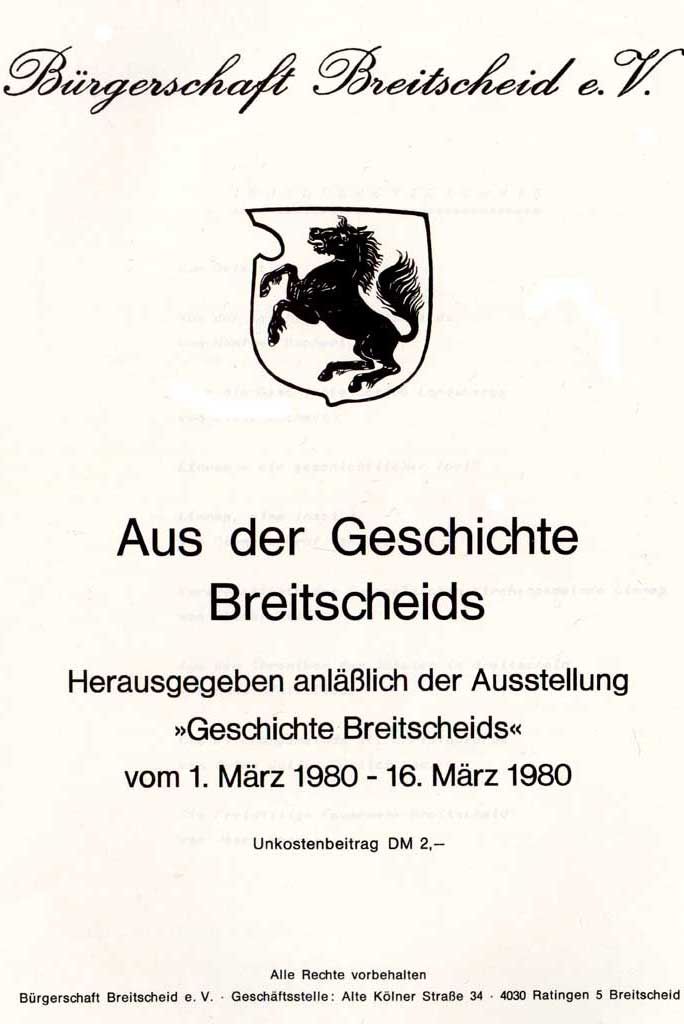 Bürgerschaft Breitscheid e. V.
Aus der Geschichte
Breitscheids
Herausgegeben anläßlich der Ausstellung
»Geschichte Breitscheids«
vom 1. März 1980 - 16. März 1980
Unkostenbeitrag DM 2,—
Alle Rechte vorbehalten
Bürgerschaft Breitscheid e. V. · Geschäftsstelle: Alte Kölner Straße 34 · 4030 Ratingen 5 Breitscheid